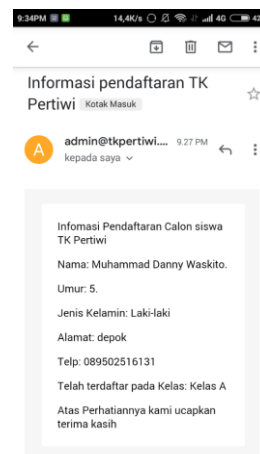 9:34PM 14,4K/s 4G 42
Informasi pendaftaran TK
Pertiwi Kotak Masuk
A admin@tkpertiwi.... 9.27 PM
kepada saya
Infomasi Pendaftaran Calon siswa
TK Pertiwi
Nama: Muhammad Danny Waskito.
Umur: 5.
Jenis Kelamin: Laki-laki
Alamat: depok
Telp: 089502516131
Telah terdaftar pada Kelas: Kelas A
Atas Perhatiannya kami ucapkan
terima kasih